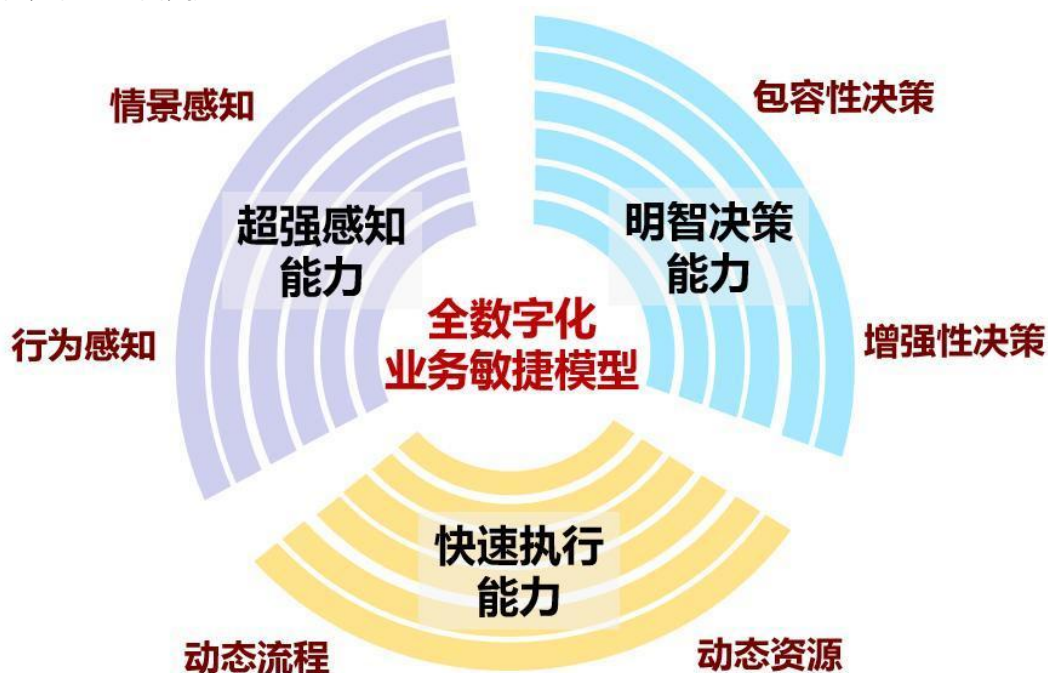 情景感知
包容性决策
超强感知
能力
明智决策
能力
全数字化
业务敏捷模型
行为感知
增强性决策
快速执行
能力
动态流程
动态资源